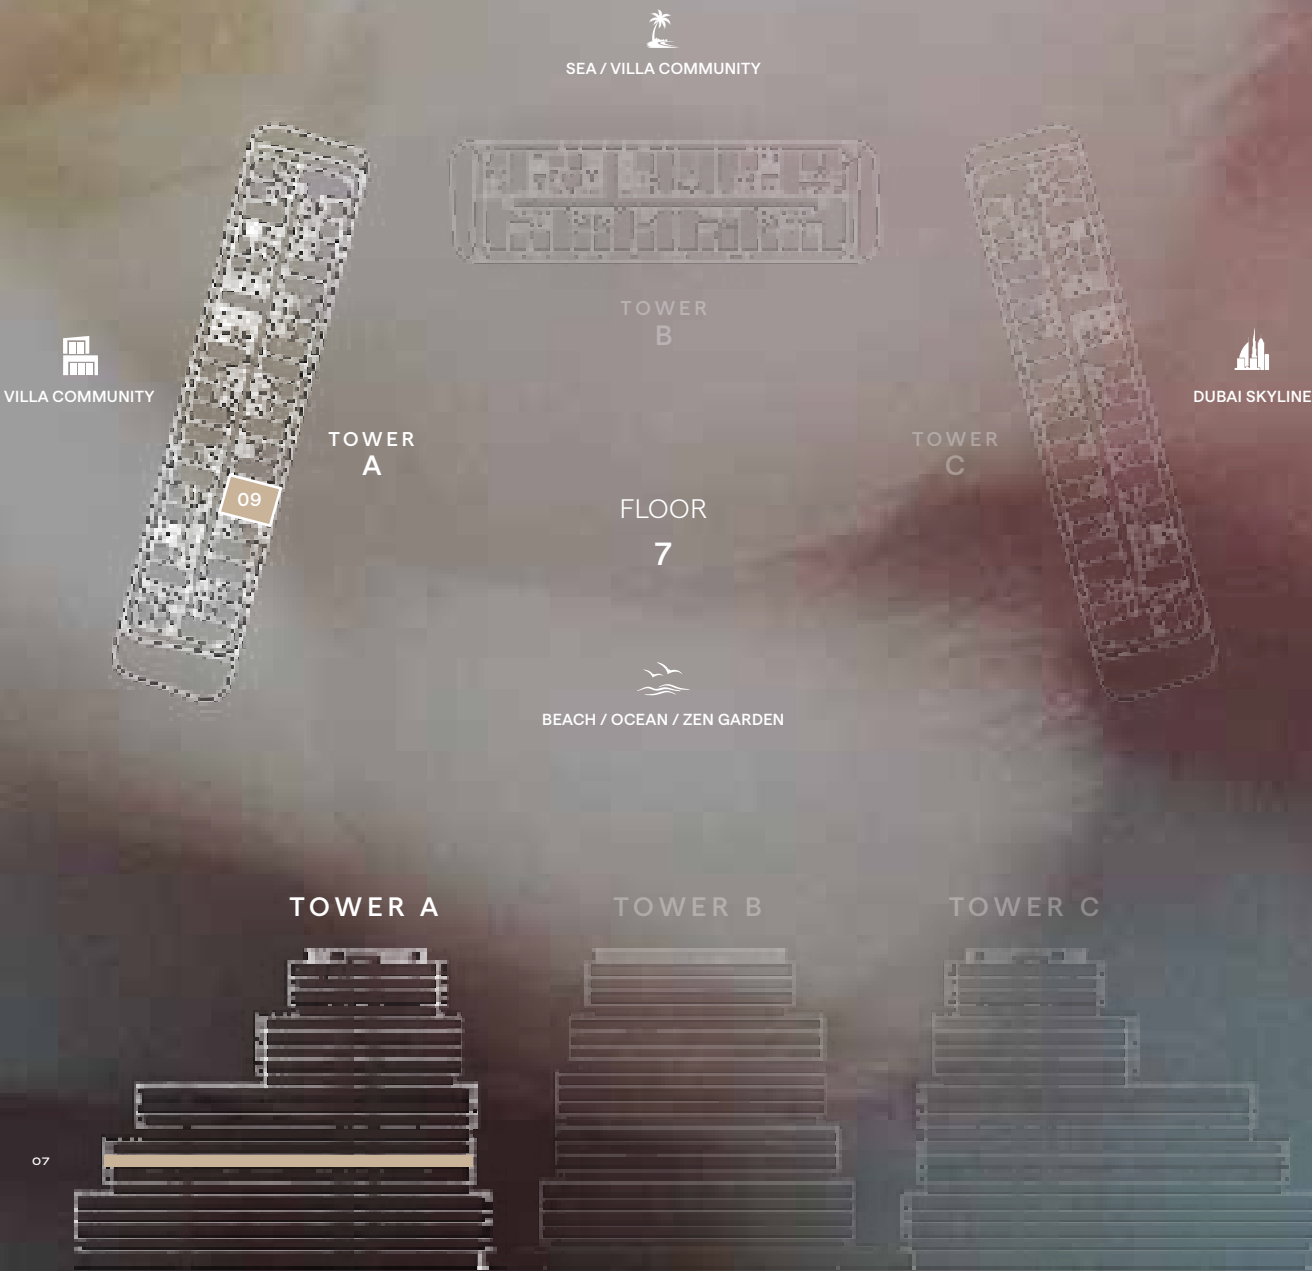 SEA / VILLA COMMUNITY
TOWER
B
VILLA COMMUNITY
DUBAI SKYLINE
TOWER
A
TOWER
C
09
FLOOR
7
BEACH / OCEAN / ZEN GARDEN
TOWER A
TOWER B
TOWER C
07